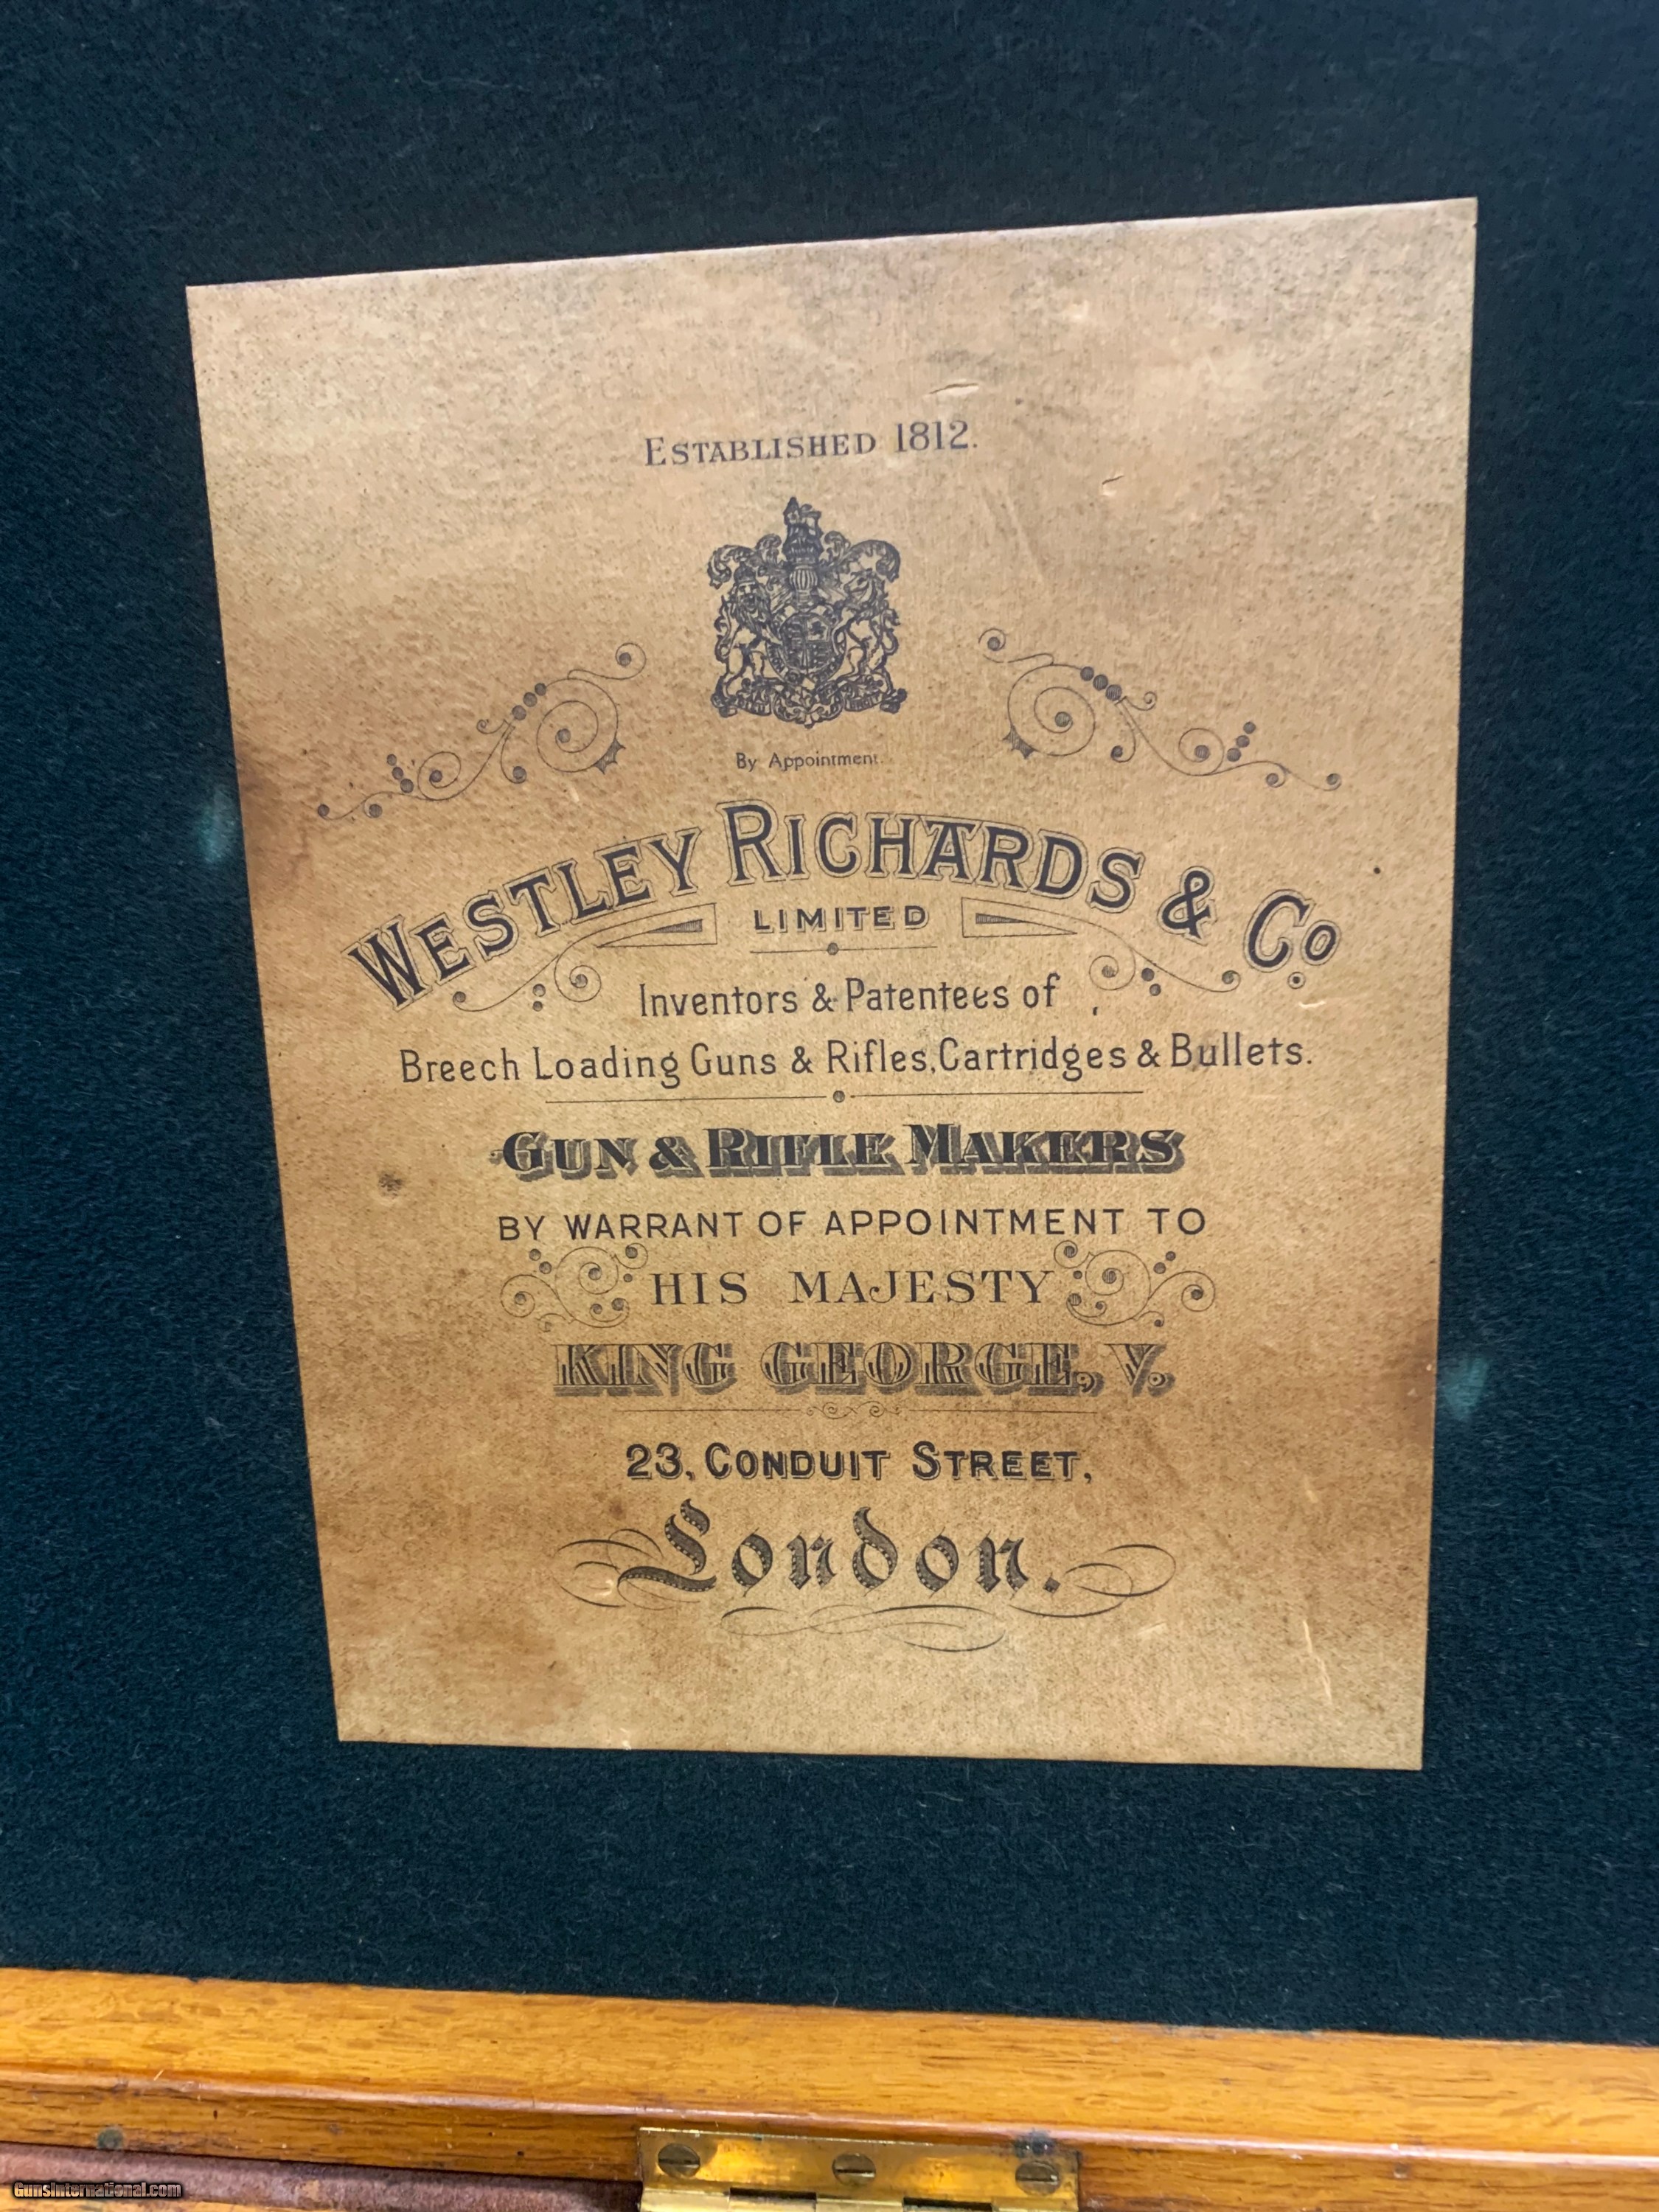 ESTABLISHED 1812.
By Appointment.
WESTLEY RICHARDS & Co
LIMITED
Inventors & Patentees of
Breech Loading Guns & Rifles, Cartridges & Bullets.
GUN & RIFLE MAKERS
BY WARRANT OF APPOINTMENT TO
HIS MAJESTY
KING GEORGE, V.
23, CONDUIT STREET,
London.
GunsInternational.com